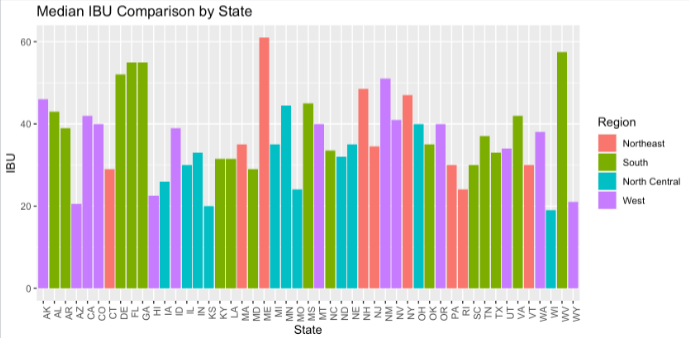 Median IBU Comparison by State
60
40
20
0
IBU
AK AL AR AZ CA CO CT DE FL GA HI IA ID IL IN KS KY LA MA MD ME MI MN MO MS MT NC ND NE NH NJ NM NV NY OH OK OR PA RI SC TN TX UT VA VT WA WI WV WY
State
Region
Northeast
South
North Central
West